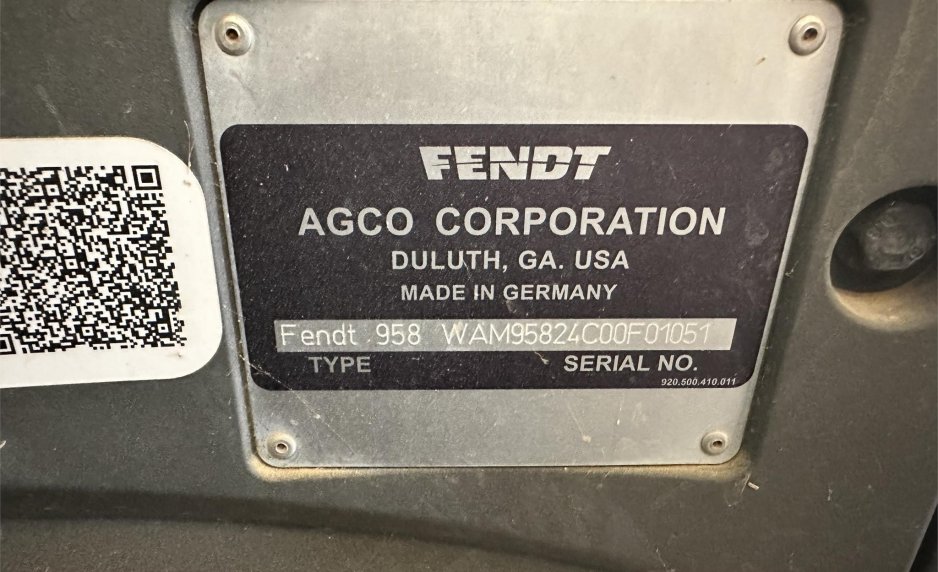 FENDT
AGCO CORPORATION
DULUTH, GA. USA
MADE IN GERMANY
Fendt 958 WAM95824C00F01051
TYPE SERIAL NO.
920.500.410.011